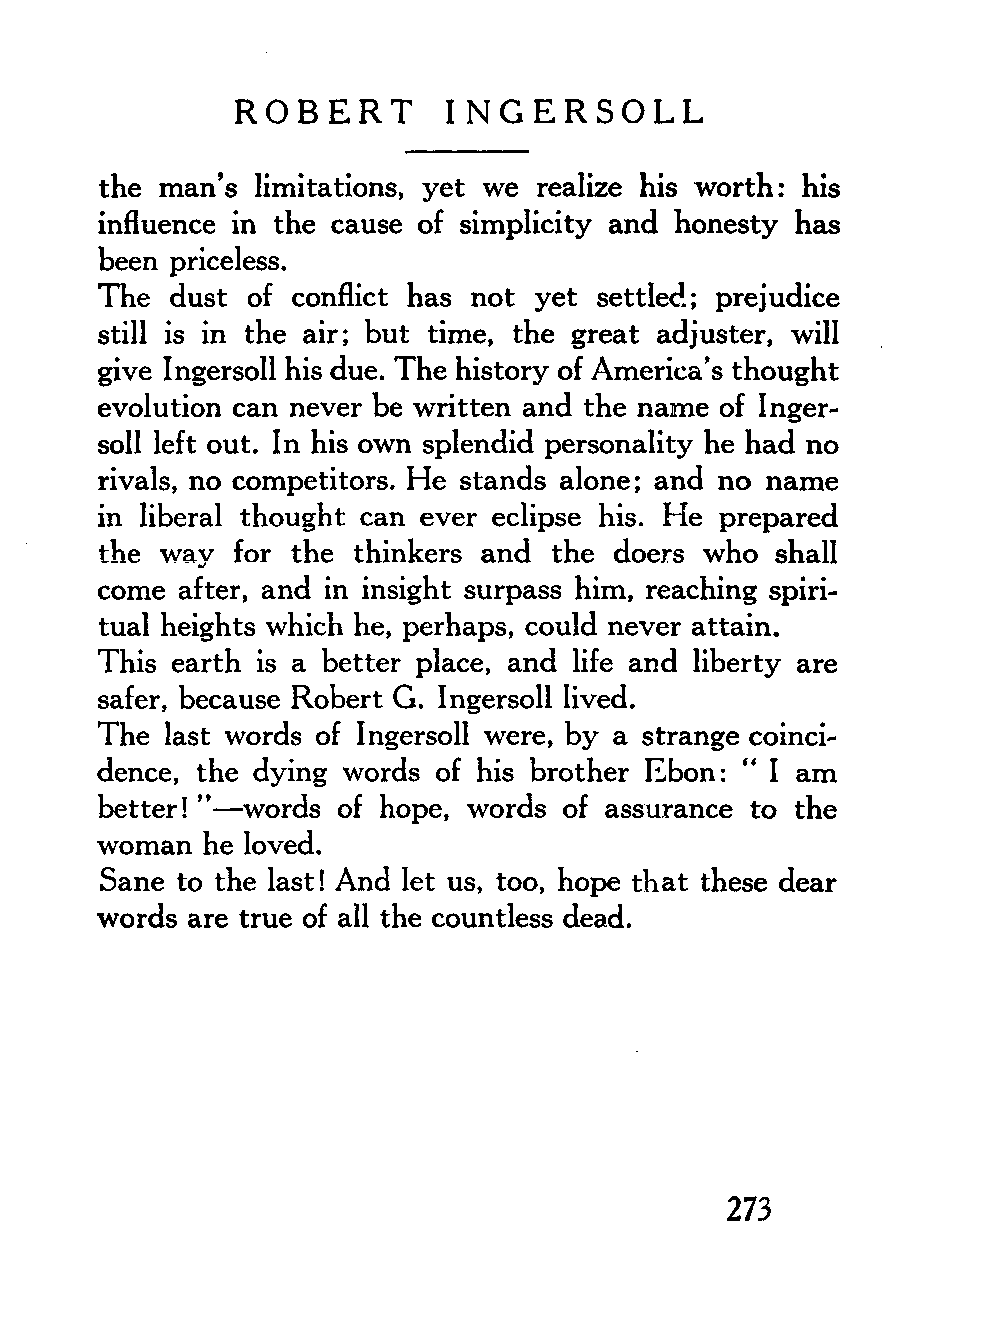 ROBERT INGERSOLL
the man's limitations, yet we realize his worth: his
influence in the cause of simplicity and honesty has
been priceless.
The dust of conflict has not yet settled; prejudice
still is in the air; but time, the great adjuster, will
give Ingersoll his due. The history of America's thought
evolution can never be written and the name of Inger-
soll left out. In his own splendid personality he had no
rivals, no competitors. He stands alone; and no name
in liberal thought can ever eclipse his. He prepared
the way for the thinkers and the doers who shall
come after, and in insight surpass him, reaching spiri-
tual heights which he, perhaps, could never attain.
This earth is a better place, and life and liberty are
safer, because Robert G. Ingersoll lived.
The last words of Ingersoll were, by a strange coinci-
dence, the dying words of his brother Ebon: “ I am
better! ”—words of hope, words of assurance to the
woman he loved.
Sane to the last! And let us, too, hope that these dear
words are true of all the countless dead.
273